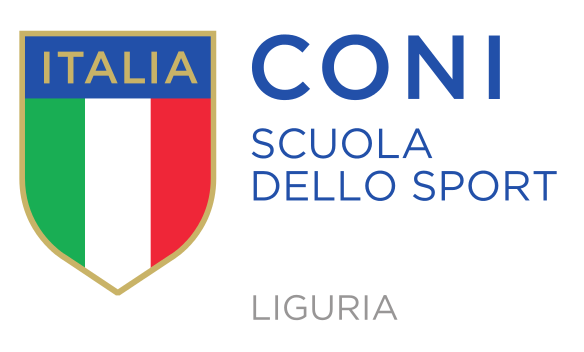 ITALIA
CONI
SCUOLA
DELLO SPORT
LIGURIA